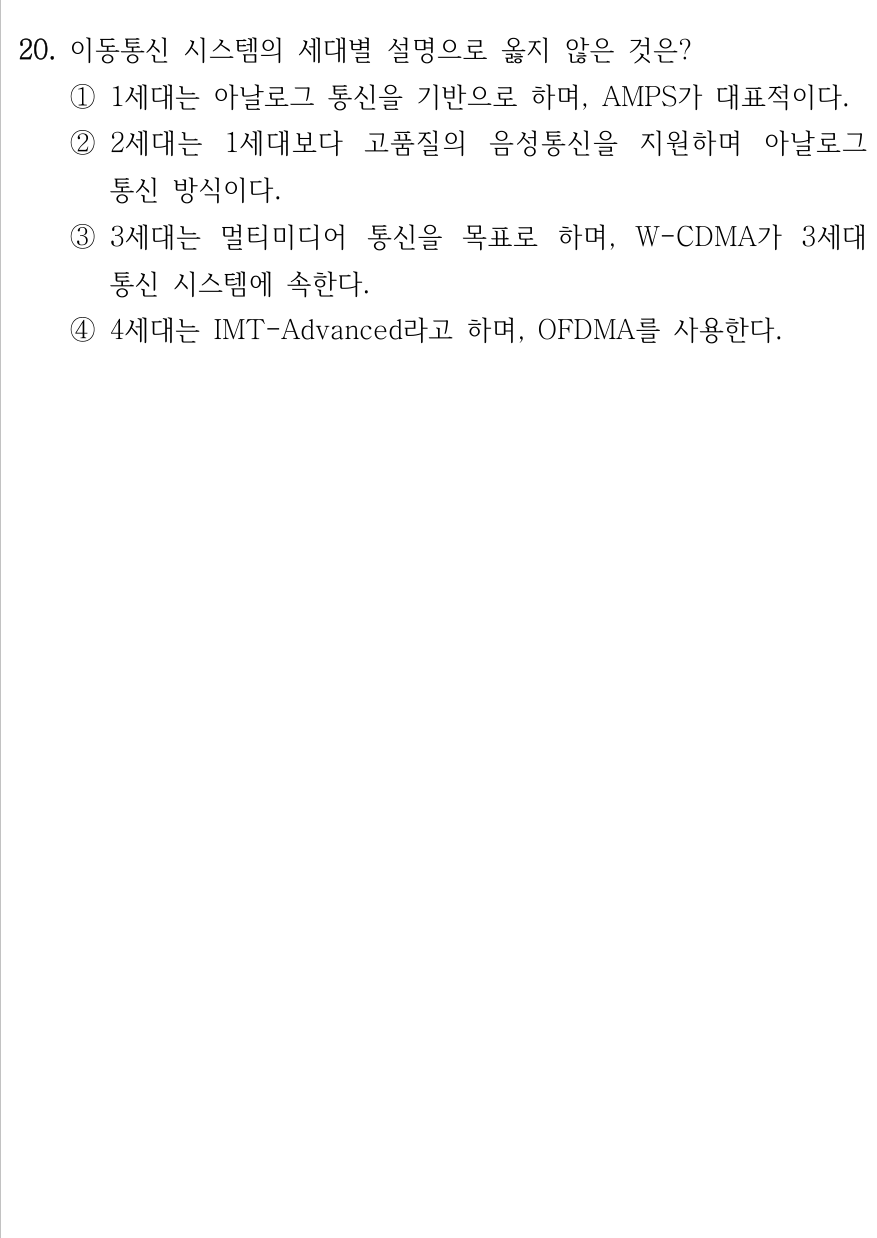 20. 이동통신 시스템의 세대별 설명으로 옳지 않은 것은?
① 1세대는 아날로그 통신을 기반으로 하며, AMPS가 대표적이다.
② 2세대는 1세대보다 고품질의 음성통신을 지원하며 아날로그
통신 방식이다.
③ 3세대는 멀티미디어 통신을 목표로 하며, W-CDMA가 3세대
통신 시스템에 속한다.
④ 4세대는 IMT-Advanced라고 하며, OFDMA를 사용한다.